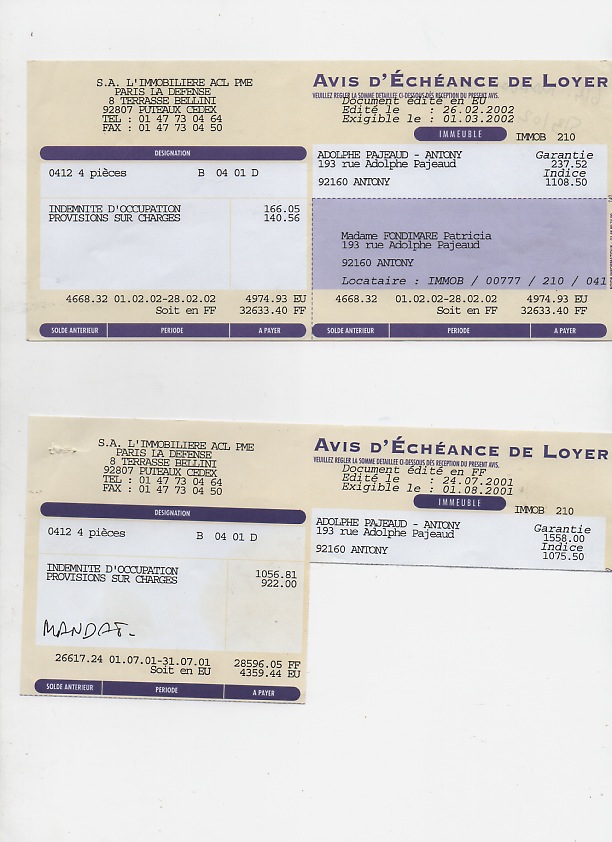 S.A. L'IMMOBILIERE ACL PME
PARIS LA DEFENSE
8 TERRASSE BELLINI
92807 PUTEAUX CEDEX
TEL : 01 47 73 04 64
FAX : 01 47 73 04 50
DESIGNATION
0412 4 pièces B 04 01 D
INDEMNITE D'OCCUPATION 166.05
PROVISIONS SUR CHARGES 140.56
4668.32 01.02.02-28.02.02 4974.93 EU
Soit en FF 32633.40 FF
SOLDE ANTERIEUR PERIODE A PAYER
AVIS D'ÉCHÉANCE DE LOYER
VEUILLEZ REGLER LA SOMME DETAILLEE CI-DESSOUS DÈS RÉCEPTION DU PRÉSENT AVIS.
Document édité en EU
Edité le : 26.02.2002
Exigible le : 01.03.2002
IMMEUBLE IMMOB 210
ADOLPHE PAJEAUD - ANTONY Garantie
193 rue Adolphe Pajeaud 237.52
Indice
92160 ANTONY 1108.50
Madame FONDIMARE Patricia
193 rue Adolphe Pajeaud
92160 ANTONY
Locataire : IMMOB / 00777 / 210 / 041
4668.32 01.02.02-28.02.02 4974.93 EU
Soit en FF 32633.40 FF
SOLDE ANTERIEUR PERIODE A PAYER
S.A. L'IMMOBILIERE ACL PME
PARIS LA DEFENSE
8 TERRASSE BELLINI
92807 PUTEAUX CEDEX
TEL : 01 47 73 04 64
FAX : 01 47 73 04 50
DESIGNATION
0412 4 pièces B 04 01 D
INDEMNITE D'OCCUPATION 1056.81
PROVISIONS SUR CHARGES 922.00
MANDAT-
26617.24 01.07.01-31.07.01 28596.05 FF
Soit en EU 4359.44 EU
SOLDE ANTERIEUR PERIODE A PAYER
AVIS D'ÉCHÉANCE DE LOYER
VEUILLEZ REGLER LA SOMME DETAILLEE CI-DESSOUS DÈS RÉCEPTION DU PRÉSENT AVIS.
Document édité en FF
Edité le : 24.07.2001
Exigible le : 01.08.2001
IMMEUBLE IMMOB 210
ADOLPHE PAJEAUD - ANTONY Garantie
193 rue Adolphe Pajeaud 1558.00
Indice
92160 ANTONY 1075.50